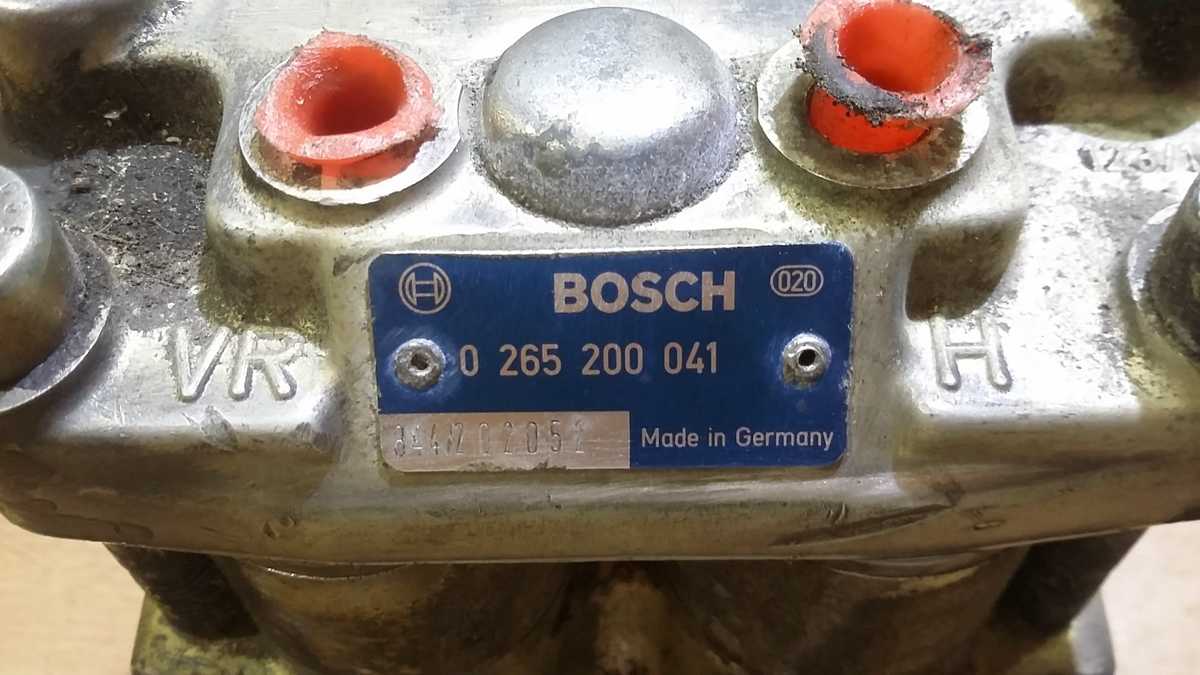 BOSCH 020
0 265 200 041
Made in Germany
VR
H